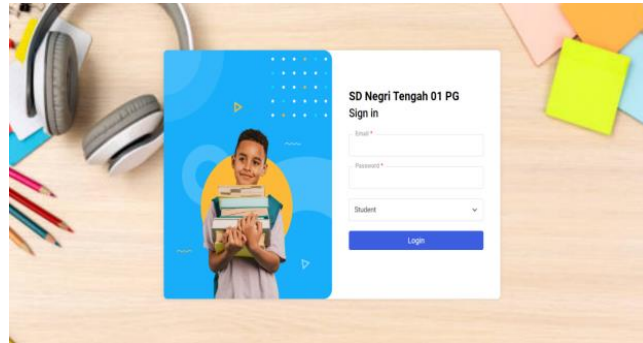 SD Negri Tengah 01 PG
Sign in
Email *
Password *
Student
Login